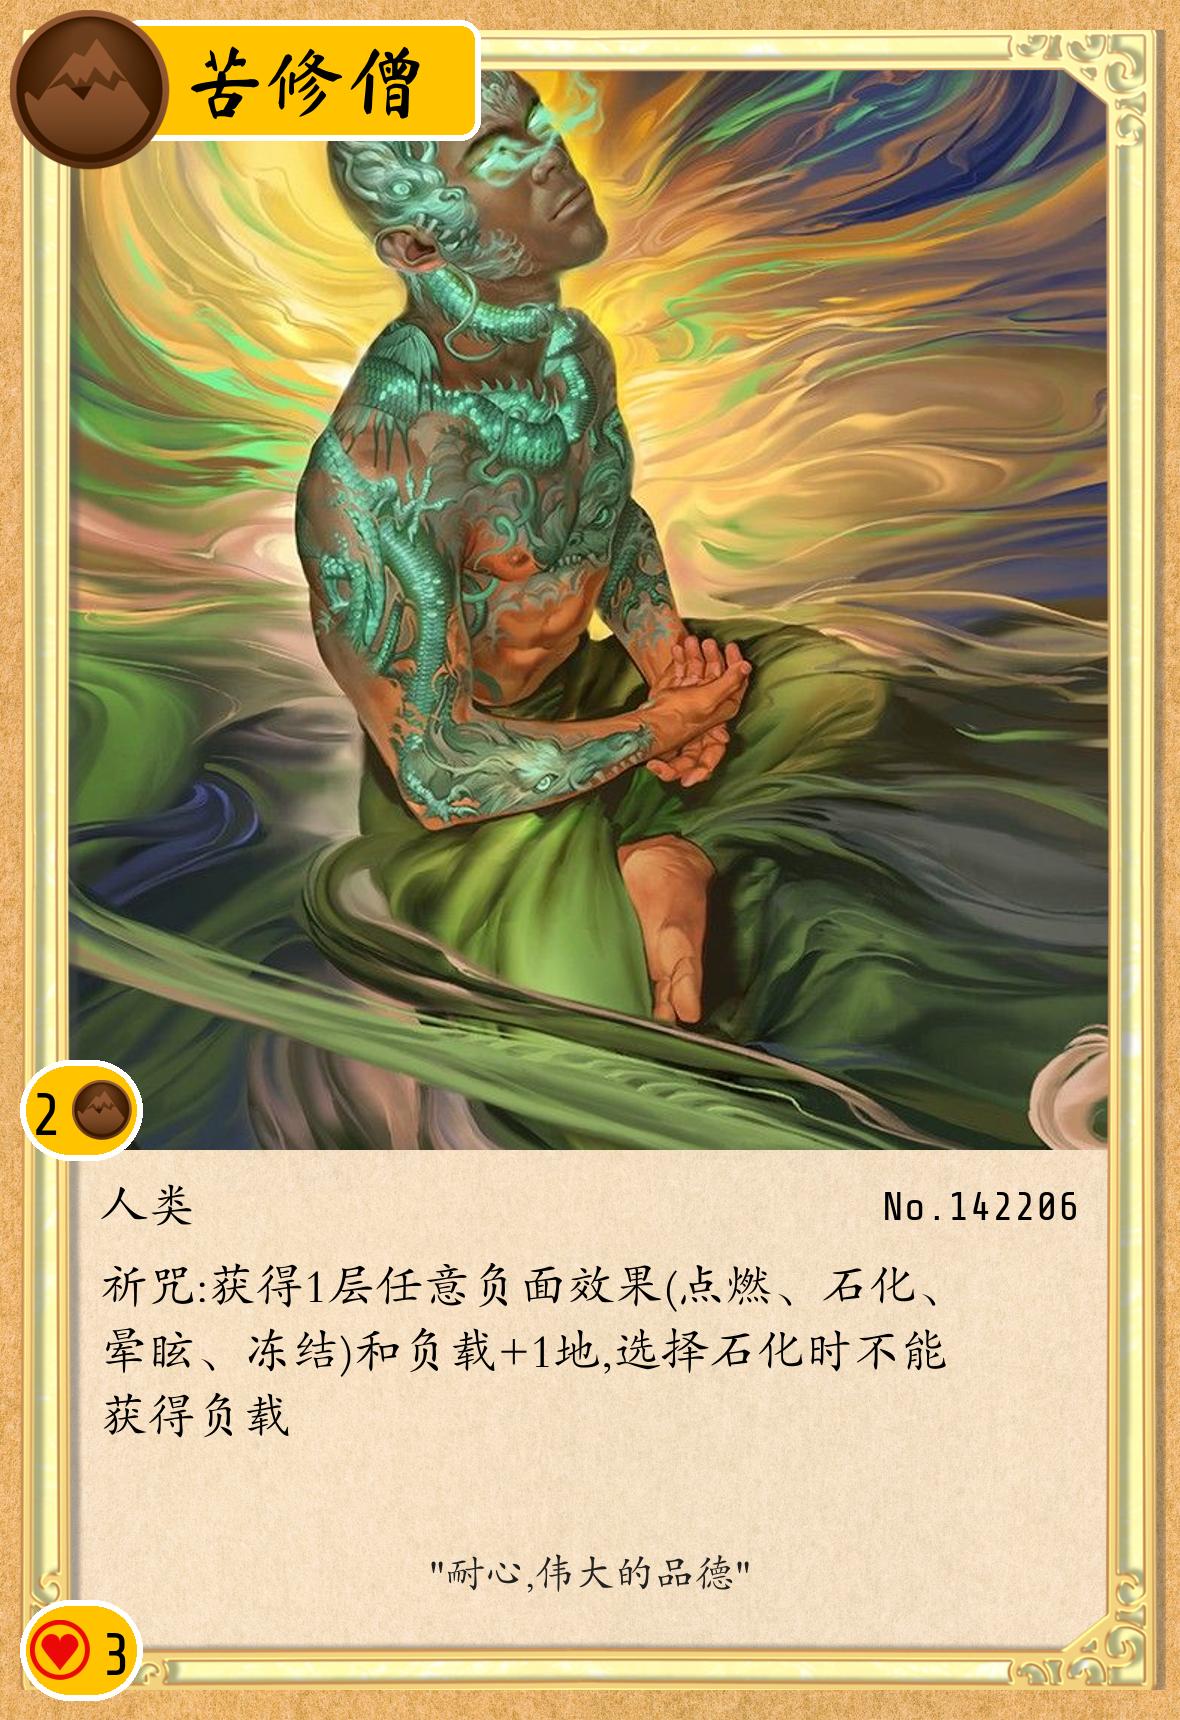 苦修僧
2
人类
No.142206
祈咒:获得1层任意负面效果(点燃、石化、
晕眩、冻结)和负载+1地,选择石化时不能
获得负载
"耐心,伟大的品德"
3